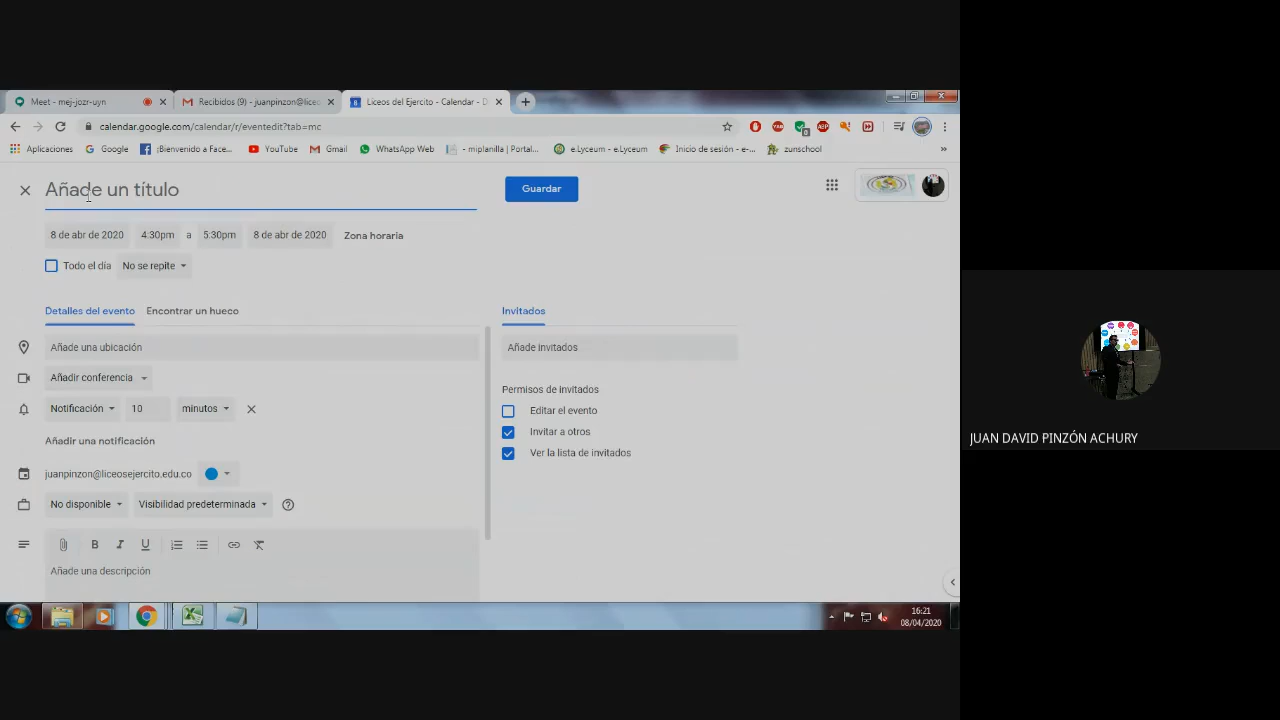 Meet - mej-jozr-uyn
Recibidos (9) - juanpinzon@liced
Liceos del Ejercito - Calendar - D
calendar.google.com/calendar/r/eventedit?tab=mc
Aplicaciones
Google
¡Bienvenido a Face...
YouTube
Gmail
WhatsApp Web
- miplanilla | Portal...
e.Lyceum - e.Lyceum
Inicio de sesión - e-...
zunschool
»
Añade un título
Guardar
8 de abr de 2020
4:30pm
a
5:30pm
8 de abr de 2020
Zona horaria
Todo el día
No se repite
Detalles del evento
Encontrar un hueco
Invitados
Añade una ubicación
Añade invitados
Añadir conferencia
Permisos de invitados
Notificación
10
minutos
Editar el evento
Invitar a otros
Añadir una notificación
Ver la lista de invitados
juanpinzon@liceosejercito.edu.co
No disponible
Visibilidad predeterminada
B
I
U
Añade una descripción
16:21
08/04/2020
JUAN DAVID PINZÓN ACHURY